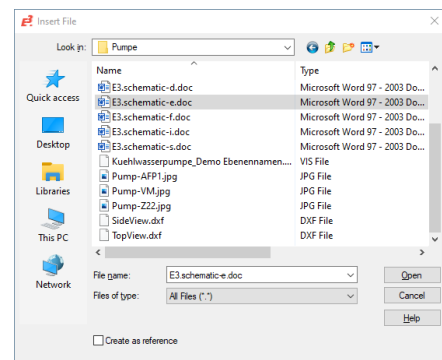 Insert File
Look in: Pumpe
Name Type
E3.schematic-d.doc Microsoft Word 97 - 2003 Do...
E3.schematic-e.doc Microsoft Word 97 - 2003 Do...
E3.schematic-f.doc Microsoft Word 97 - 2003 Do...
E3.schematic-i.doc Microsoft Word 97 - 2003 Do...
E3.schematic-s.doc Microsoft Word 97 - 2003 Do...
Kuehlwasserpumpe_Demo Ebenennamen.... VIS File
Pump-AFP1.jpg JPG File
Pump-VM.jpg JPG File
Pump-Z22.jpg JPG File
SideView.dxf DXF File
TopView.dxf DXF File
Quick access
Desktop
Libraries
This PC
Network
File name: E3.schematic-e.doc Open
Files of type: All Files (*.*) Cancel
Help
Create as reference